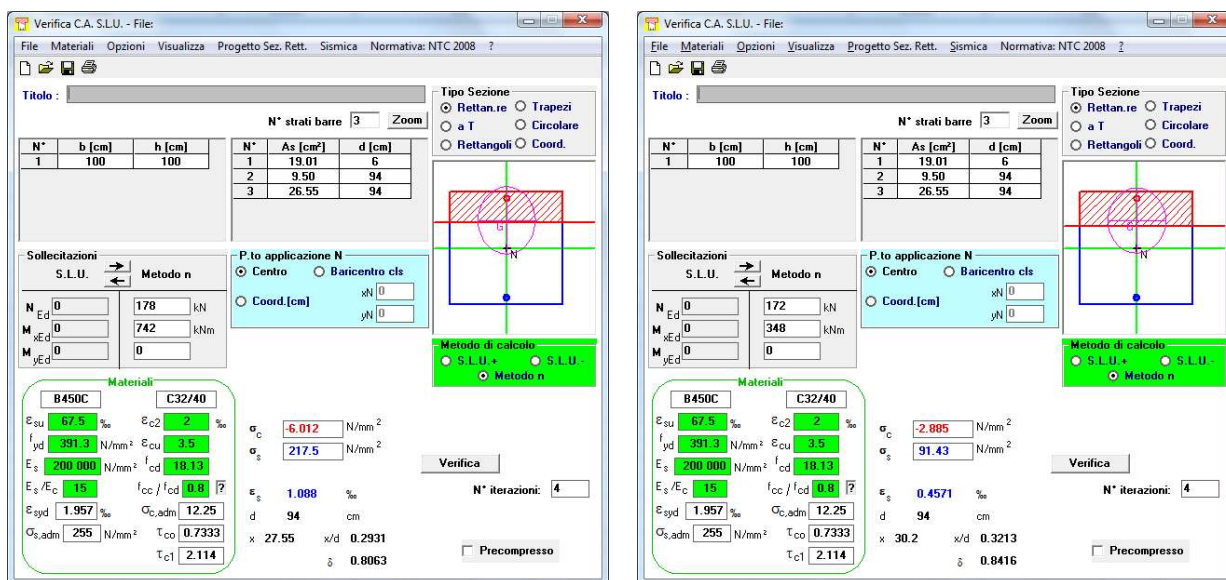 Verifica C.A. S.L.U. - File:
File Materiali Opzioni Visualizza Progetto Sez. Rett. Sismica Normativa: NTC 2008 ?
Titolo :
N° strati barre 3 Zoom
Tipo Sezione
Rettan.re Trapezi
a T Circolare
Rettangoli Coord.
N° b [cm] h [cm]
1 100 100
N° As [cm²] d [cm]
1 19.01 6
2 9.50 94
3 26.55 94
G
N
Sollecitazioni
S.L.U. Metodo n
N Ed 0 178 kN
M xEd 0 742 kNm
M yEd 0 0
P.to applicazione N
Centro Baricentro cls
Coord.[cm] xN 0
yN 0
Metodo di calcolo
S.L.U.+ S.L.U.-
Metodo n
Materiali
B450C C32/40
εsu 67.5 ‰ εc2 2 ‰
fyd 391.3 N/mm² εcu 3.5
Es 200 000 N/mm² fcd 18.13
Es/Ec 15 fcc / fcd 0.8 ?
εsyd 1.957 ‰ σc,adm 12.25
σs,adm 255 N/mm² τco 0.7333
τc1 2.114
σc -6.012 N/mm²
σs 217.5 N/mm²
εs 1.088 ‰
d 94 cm
x 27.55 x/d 0.2931
δ 0.8063
Verifica
N° iterazioni: 4
Precompresso
Verifica C.A. S.L.U. - File:
File Materiali Opzioni Visualizza Progetto Sez. Rett. Sismica Normativa: NTC 2008 ?
Titolo :
N° strati barre 3 Zoom
Tipo Sezione
Rettan.re Trapezi
a T Circolare
Rettangoli Coord.
N° b [cm] h [cm]
1 100 100
N° As [cm²] d [cm]
1 19.01 6
2 9.50 94
3 26.55 94
G
N
Sollecitazioni
S.L.U. Metodo n
N Ed 0 172 kN
M xEd 0 348 kNm
M yEd 0 0
P.to applicazione N
Centro Baricentro cls
Coord.[cm] xN 0
yN 0
Metodo di calcolo
S.L.U.+ S.L.U.-
Metodo n
Materiali
B450C C32/40
εsu 67.5 ‰ εc2 2 ‰
fyd 391.3 N/mm² εcu 3.5
Es 200 000 N/mm² fcd 18.13
Es/Ec 15 fcc / fcd 0.8 ?
εsyd 1.957 ‰ σc,adm 12.25
σs,adm 255 N/mm² τco 0.7333
τc1 2.114
σc -2.885 N/mm²
σs 91.43 N/mm²
εs 0.4571 ‰
d 94 cm
x 30.2 x/d 0.3213
δ 0.8416
Verifica
N° iterazioni: 4
Precompresso